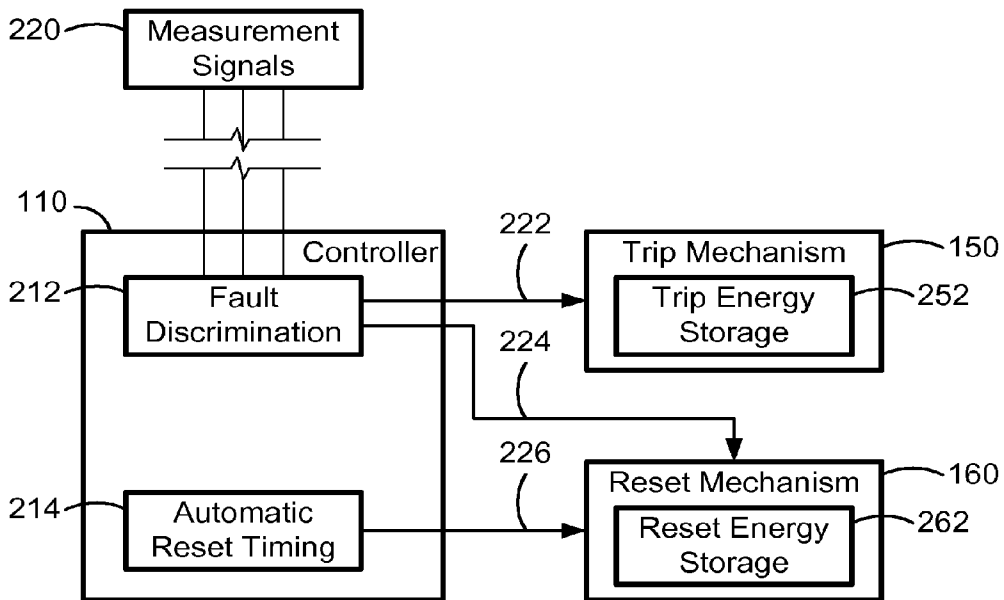 220
Measurement
Signals
110
Controller
222
Trip Mechanism
150
212
Fault
Discrimination
Trip Energy
Storage
252
224
226
Reset Mechanism
160
214
Automatic
Reset Timing
Reset Energy
Storage
262